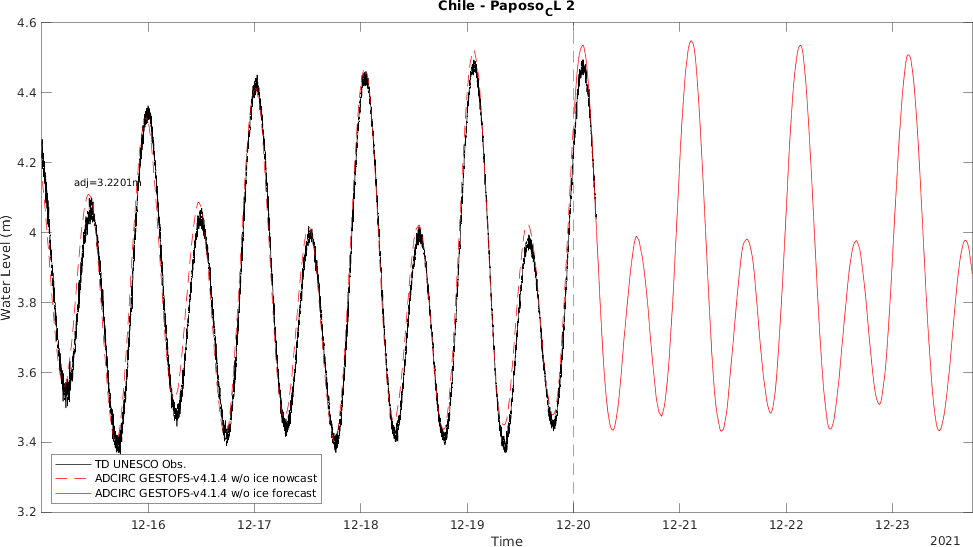 Chile - Paposo_CL 2
4.6
4.4
4.2
4
3.8
3.6
3.4
3.2
Water Level (m)
adj=3.2201m
TD UNESCO Obs.
ADCIRC GESTOFS-v4.1.4 w/o ice nowcast
ADCIRC GESTOFS-v4.1.4 w/o ice forecast
12-16 12-17 12-18 12-19 12-20 12-21 12-22 12-23
Time
2021